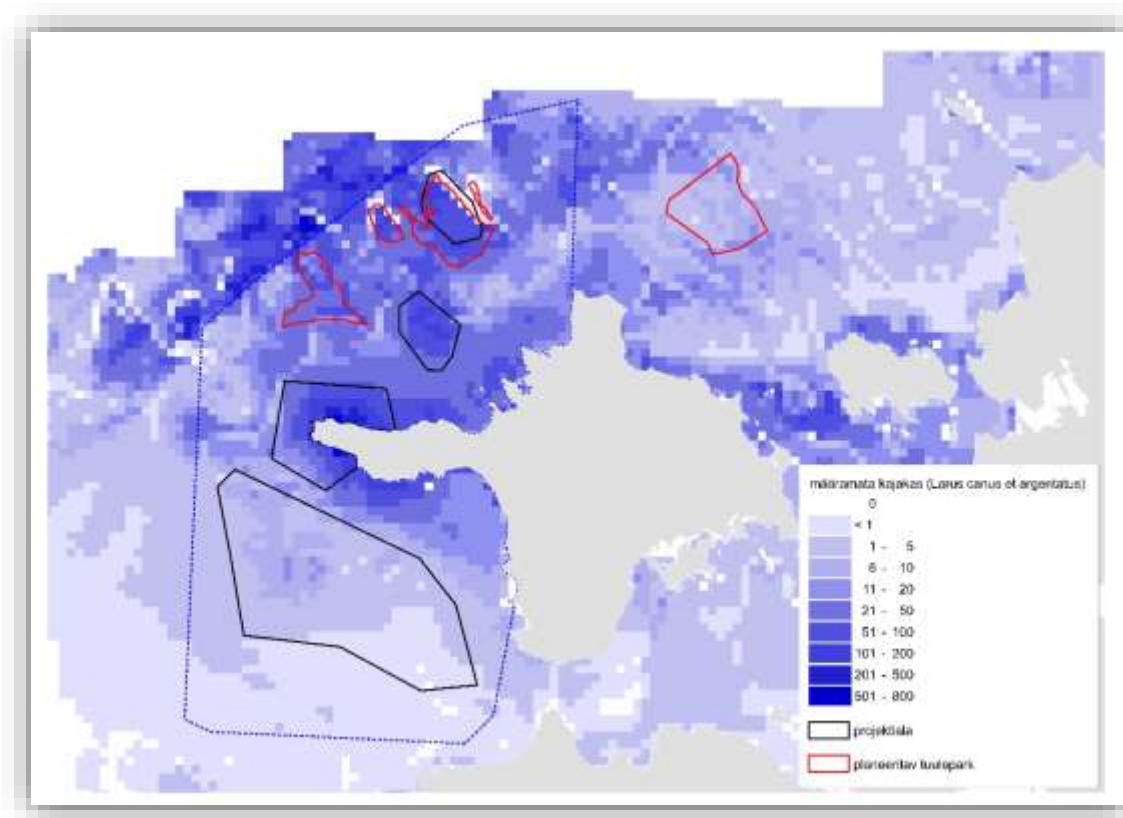 määramata kajakas (Larus canus et argentatus)
0
< 1
1 - 5
6 - 10
11 - 20
21 - 50
51 - 100
101 - 200
201 - 500
501 - 800
projektiala
planeeritav tuulepark